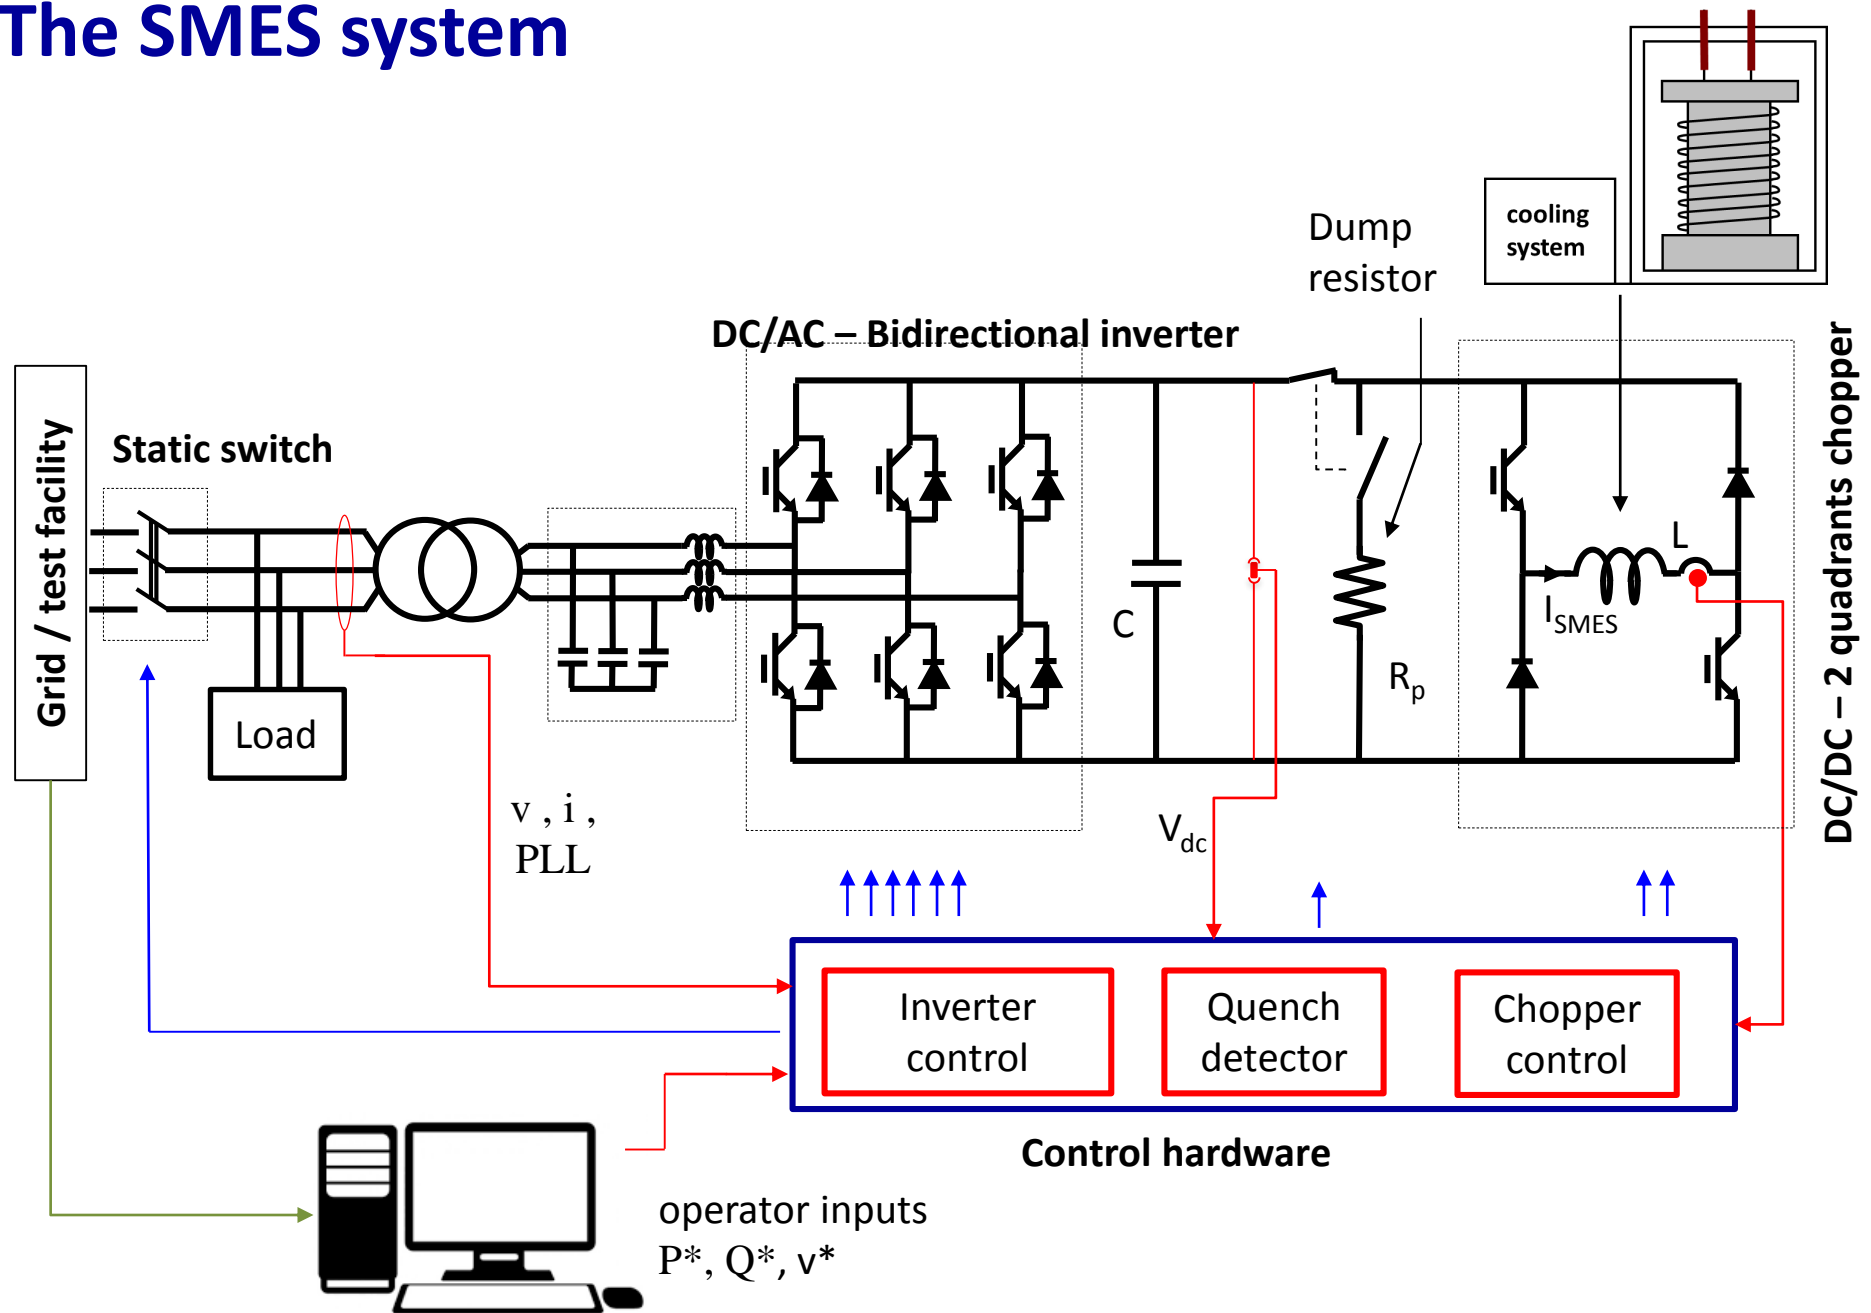 The SMES system
cooling
system
Dump
resistor
DC/AC – Bidirectional inverter
DC/DC – 2 quadrants chopper
Grid / test facility
Static switch
L
I_SMES
C
R_p
Load
v , i ,
PLL
V_dc
Inverter
control
Quench
detector
Chopper
control
Control hardware
operator inputs
P*, Q*, v*